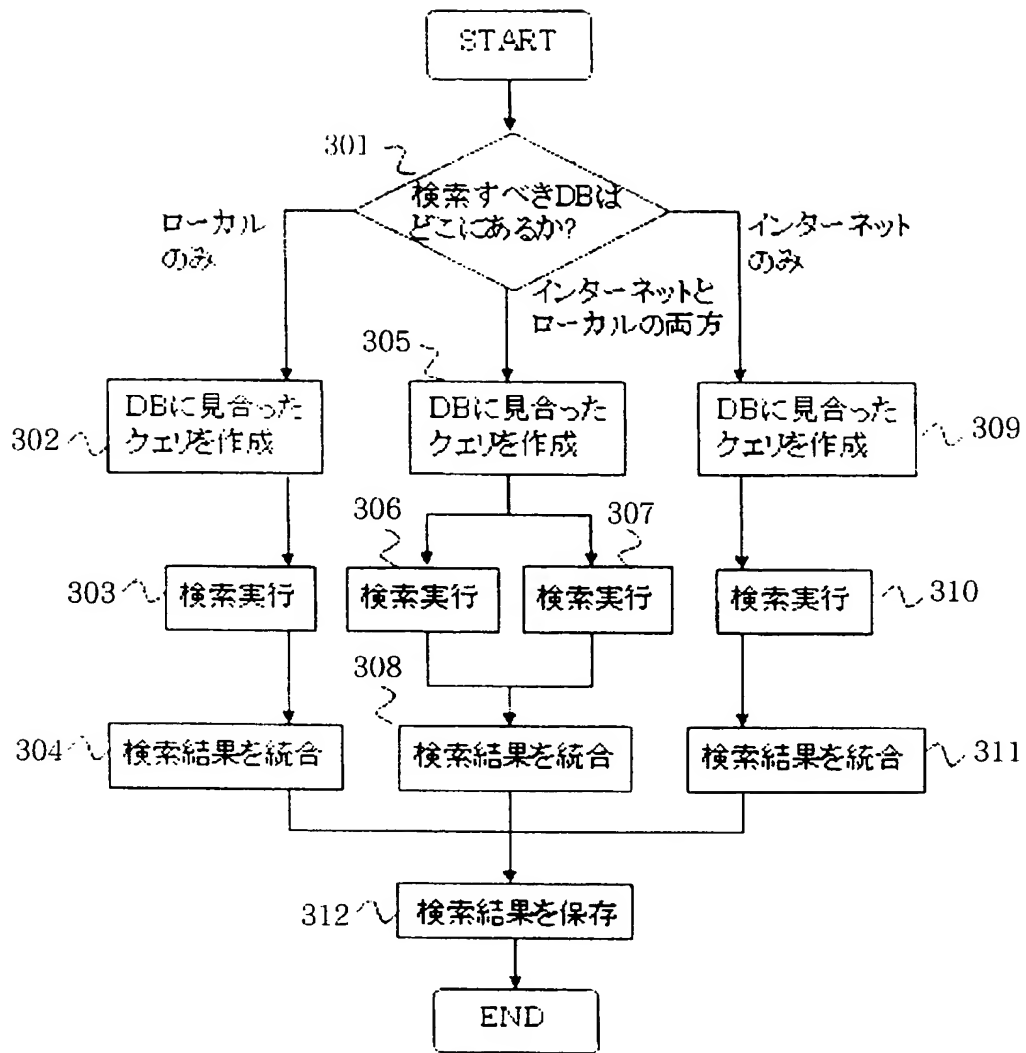 START
301
検索すべきDBは
どこにあるか?
ローカル
のみ
インターネット
のみ
インターネットと
ローカルの両方
305
302
DBに見合った
クエリを作成
DBに見合った
クエリを作成
DBに見合った
クエリを作成
309
306
307
303
検索実行
検索実行
検索実行
検索実行
310
308
304
検索結果を統合
検索結果を統合
検索結果を統合
311
312
検索結果を保存
END